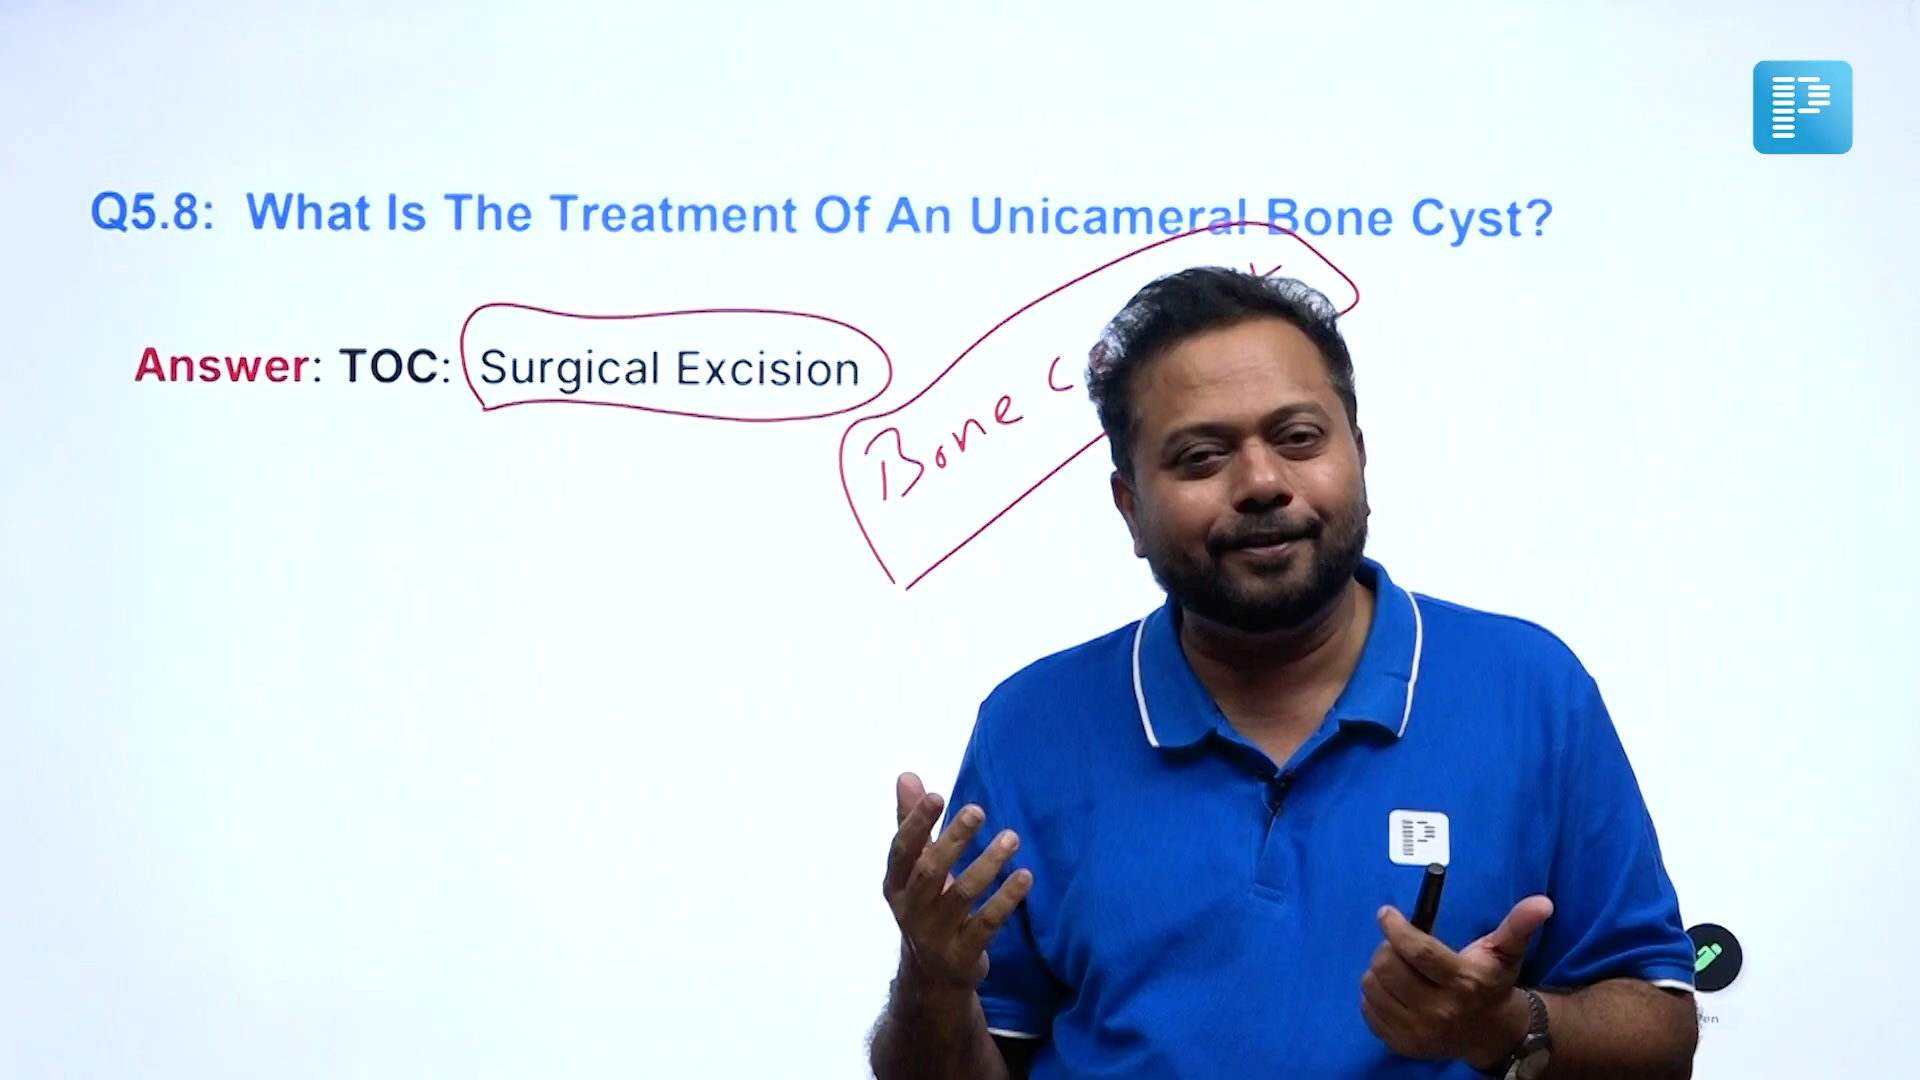 Q5.8: What Is The Treatment Of An Unicameral Bone Cyst?
Answer: TOC: Surgical Excision
Bone